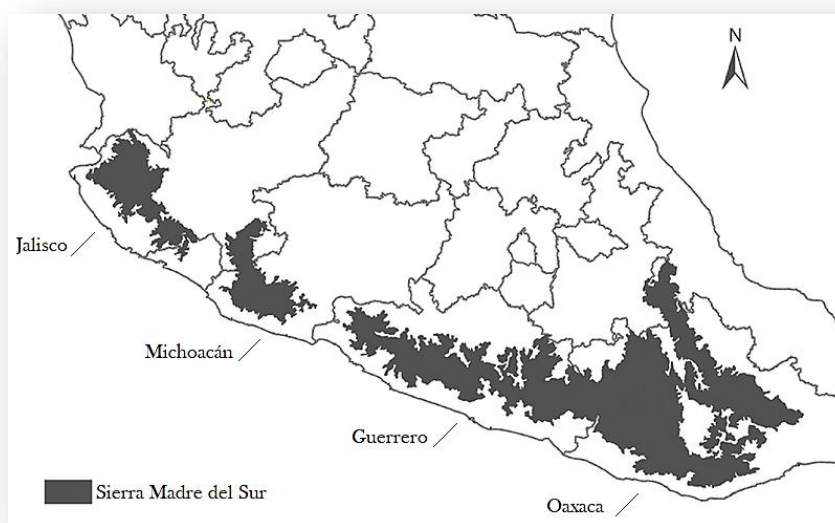 N
Jalisco
Michoacán
Guerrero
Sierra Madre del Sur
Oaxaca